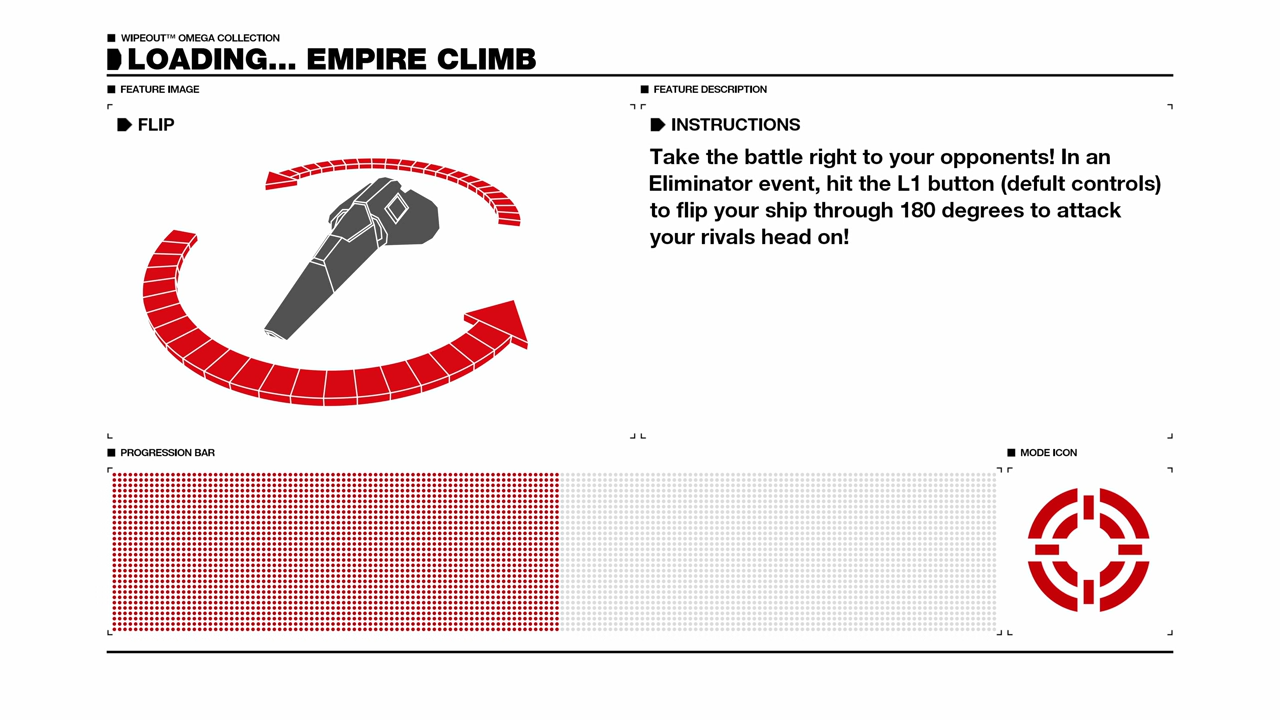 WIPEOUT™ OMEGA COLLECTION
LOADING... EMPIRE CLIMB
FEATURE IMAGE
FLIP
FEATURE DESCRIPTION
INSTRUCTIONS
Take the battle right to your opponents! In an
Eliminator event, hit the L1 button (defult controls)
to flip your ship through 180 degrees to attack
your rivals head on!
PROGRESSION BAR
MODE ICON